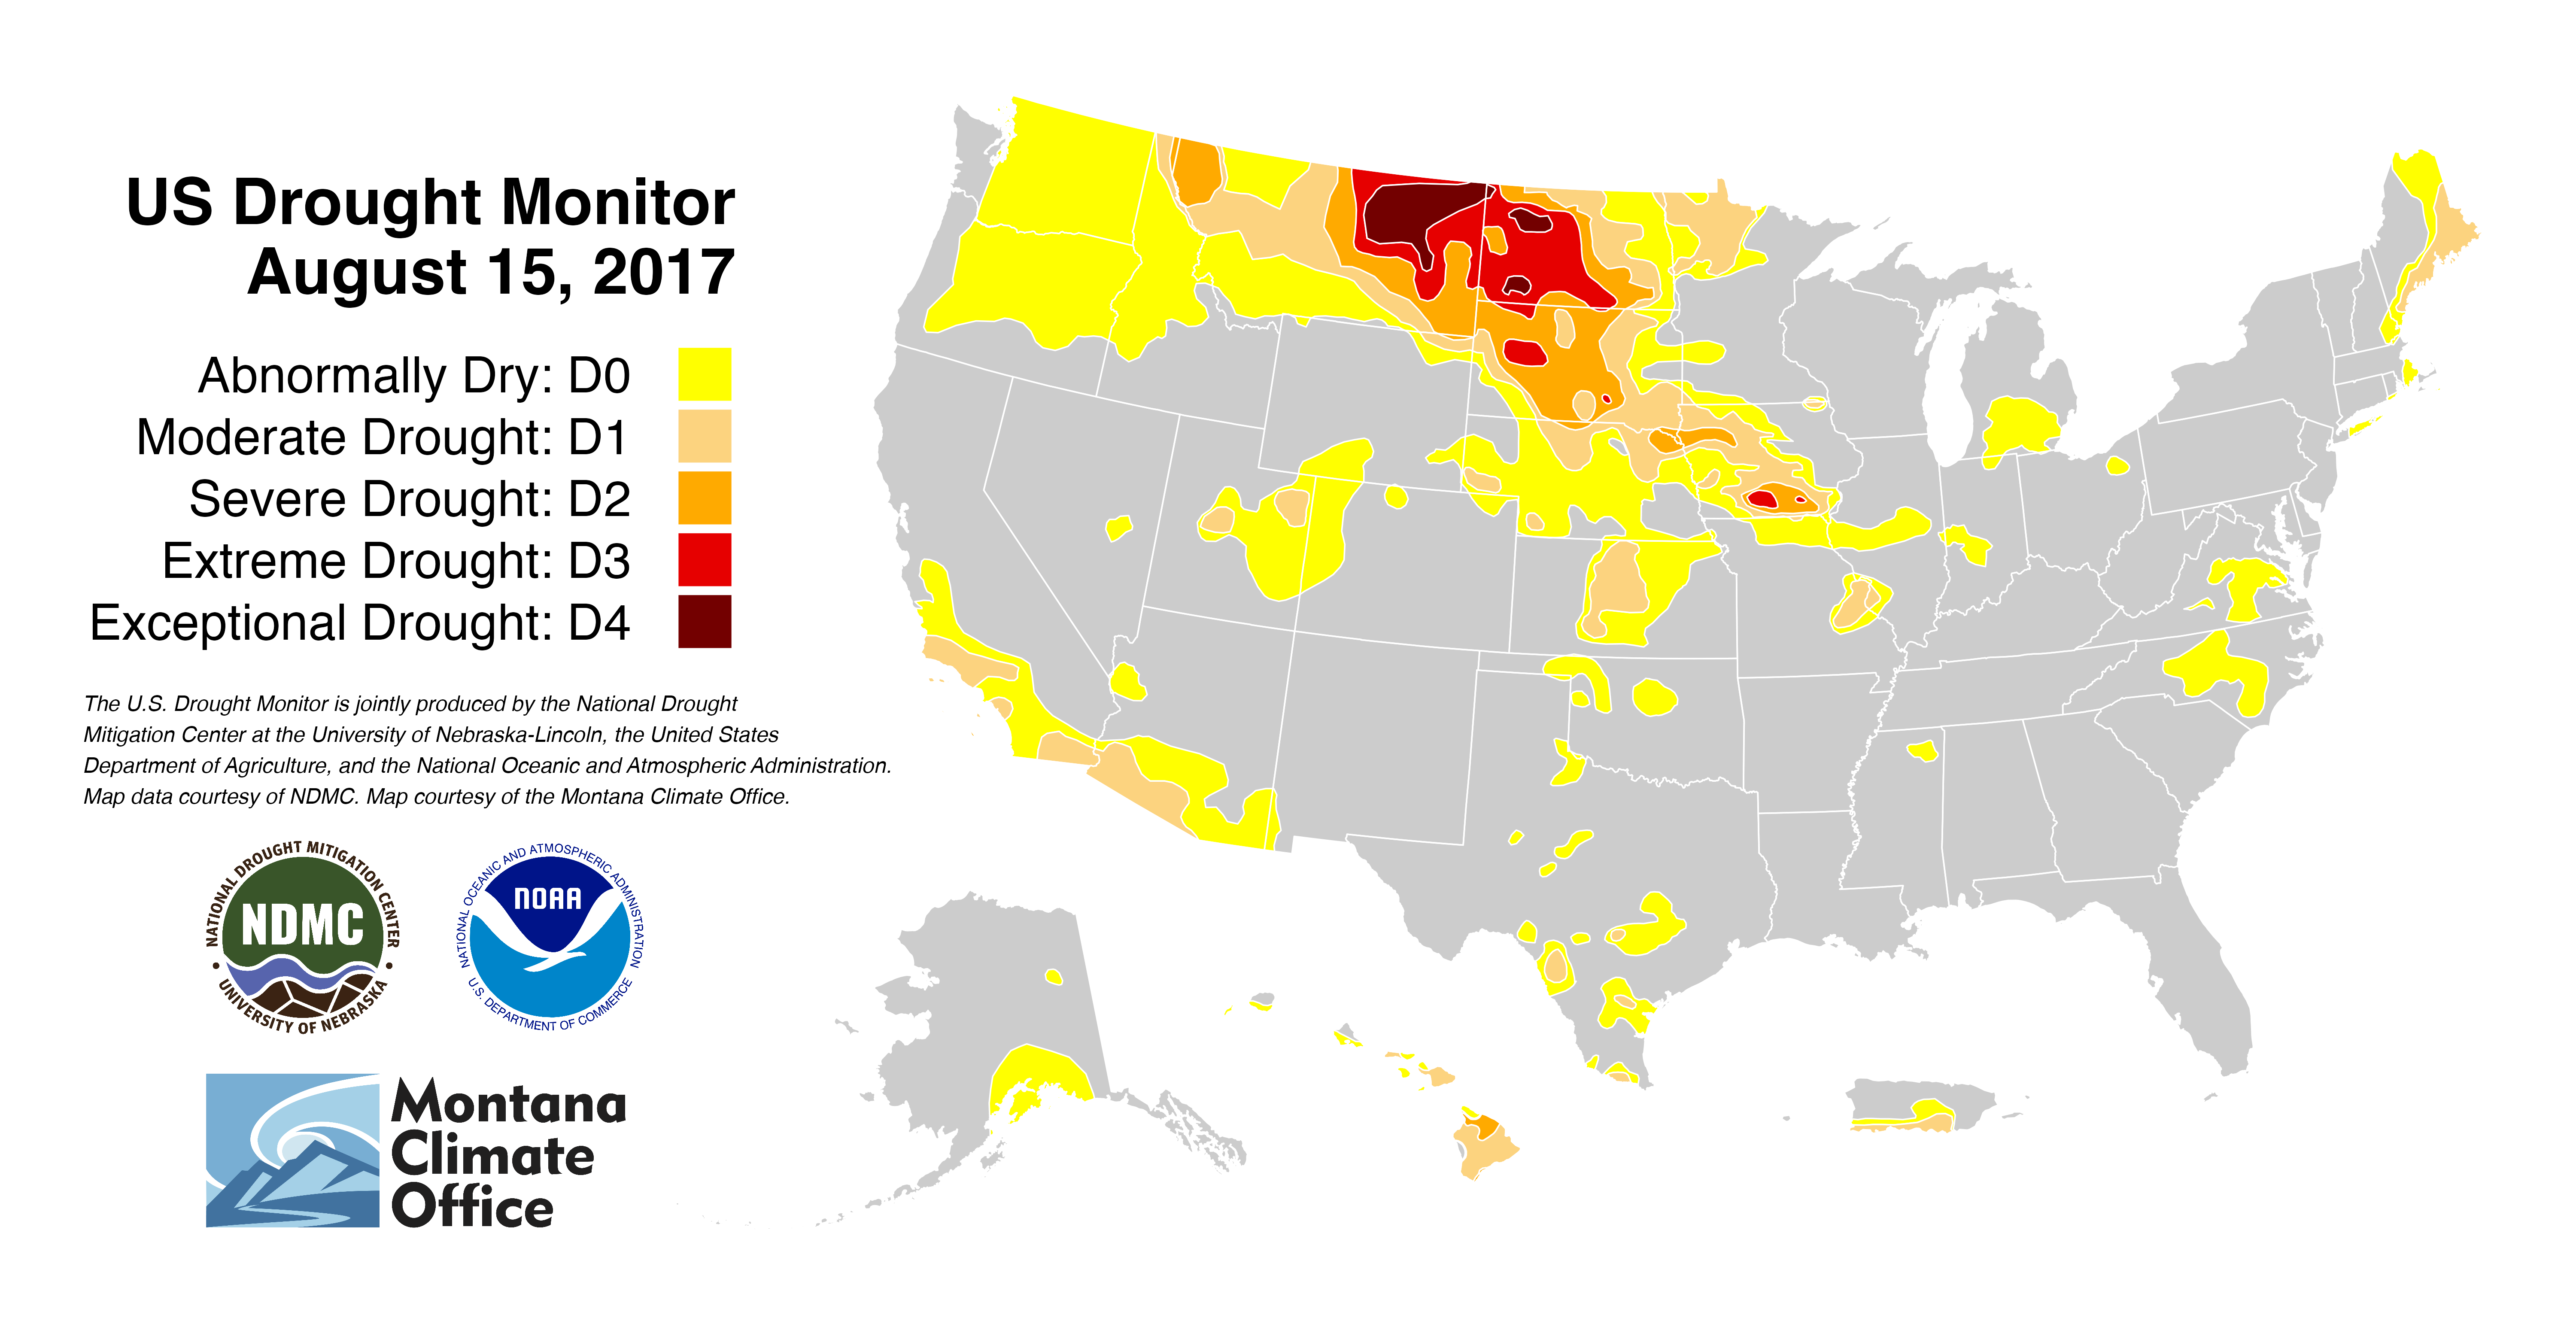 US Drought Monitor
August 15, 2017
Abnormally Dry: D0
Moderate Drought: D1
Severe Drought: D2
Extreme Drought: D3
Exceptional Drought: D4
The U.S. Drought Monitor is jointly produced by the National Drought
Mitigation Center at the University of Nebraska-Lincoln, the United States
Department of Agriculture, and the National Oceanic and Atmospheric Administration.
Map data courtesy of NDMC. Map courtesy of the Montana Climate Office.
NATIONAL DROUGHT MITIGATION CENTER
NDMC
• UNIVERSITY OF NEBRASKA •
NATIONAL OCEANIC AND ATMOSPHERIC ADMINISTRATION
NOAA
U.S. DEPARTMENT OF COMMERCE
Montana
Climate
Office